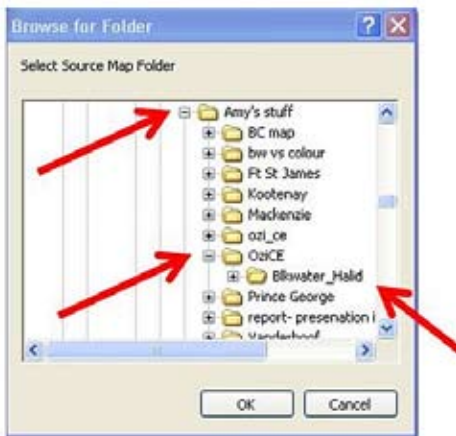 Browse for Folder
Select Source Map Folder
Amy's stuff
BC map
bw vs colour
Ft St James
Kootenay
Mackenzie
ozi_ce
OziCE
Blkwater_Halid
Prince George
report- presenation i
Vanderhoof
OK Cancel